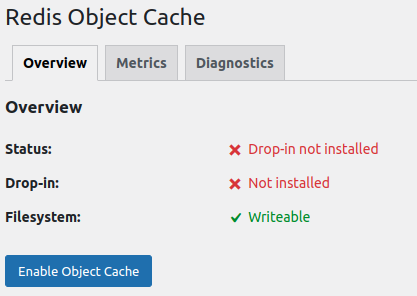 Redis Object Cache
Overview Metrics Diagnostics
Overview
Status: Drop-in not installed
Drop-in: Not installed
Filesystem: Writeable
Enable Object Cache